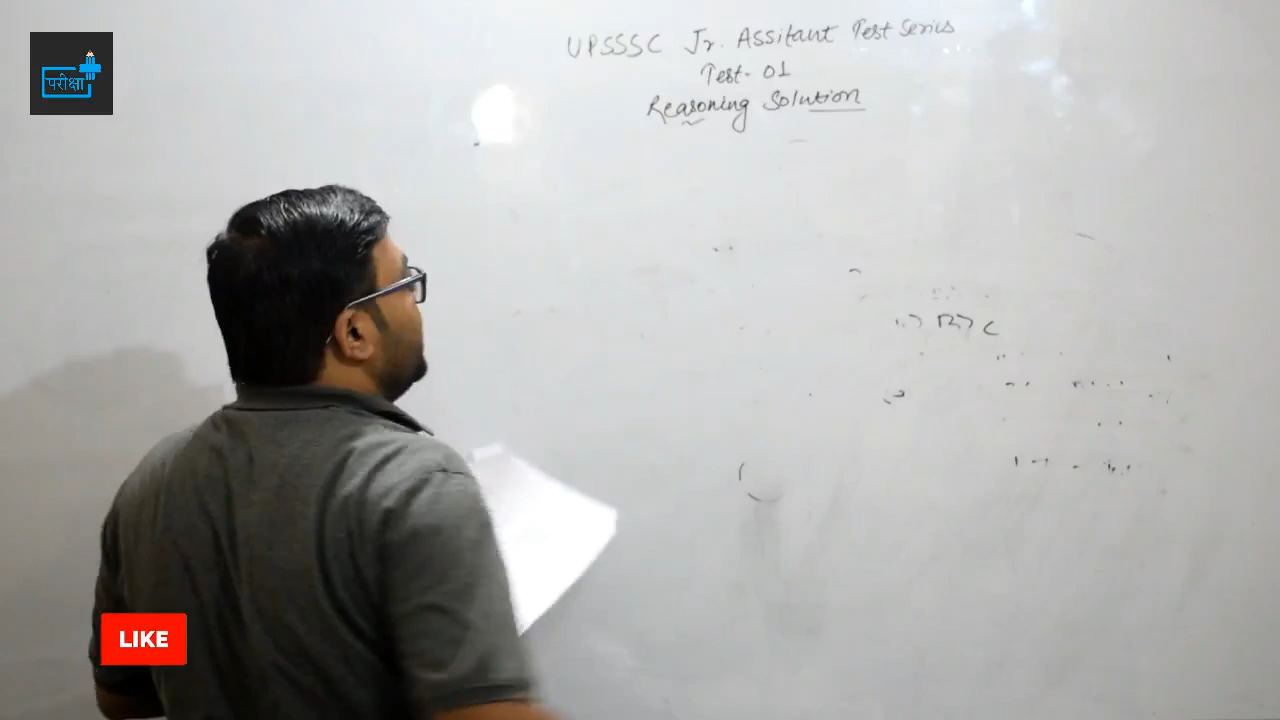 परीक्षा
UPSSSC Jr. Assitant Test Series
Test- 01
Reasoning Solution
LIKE